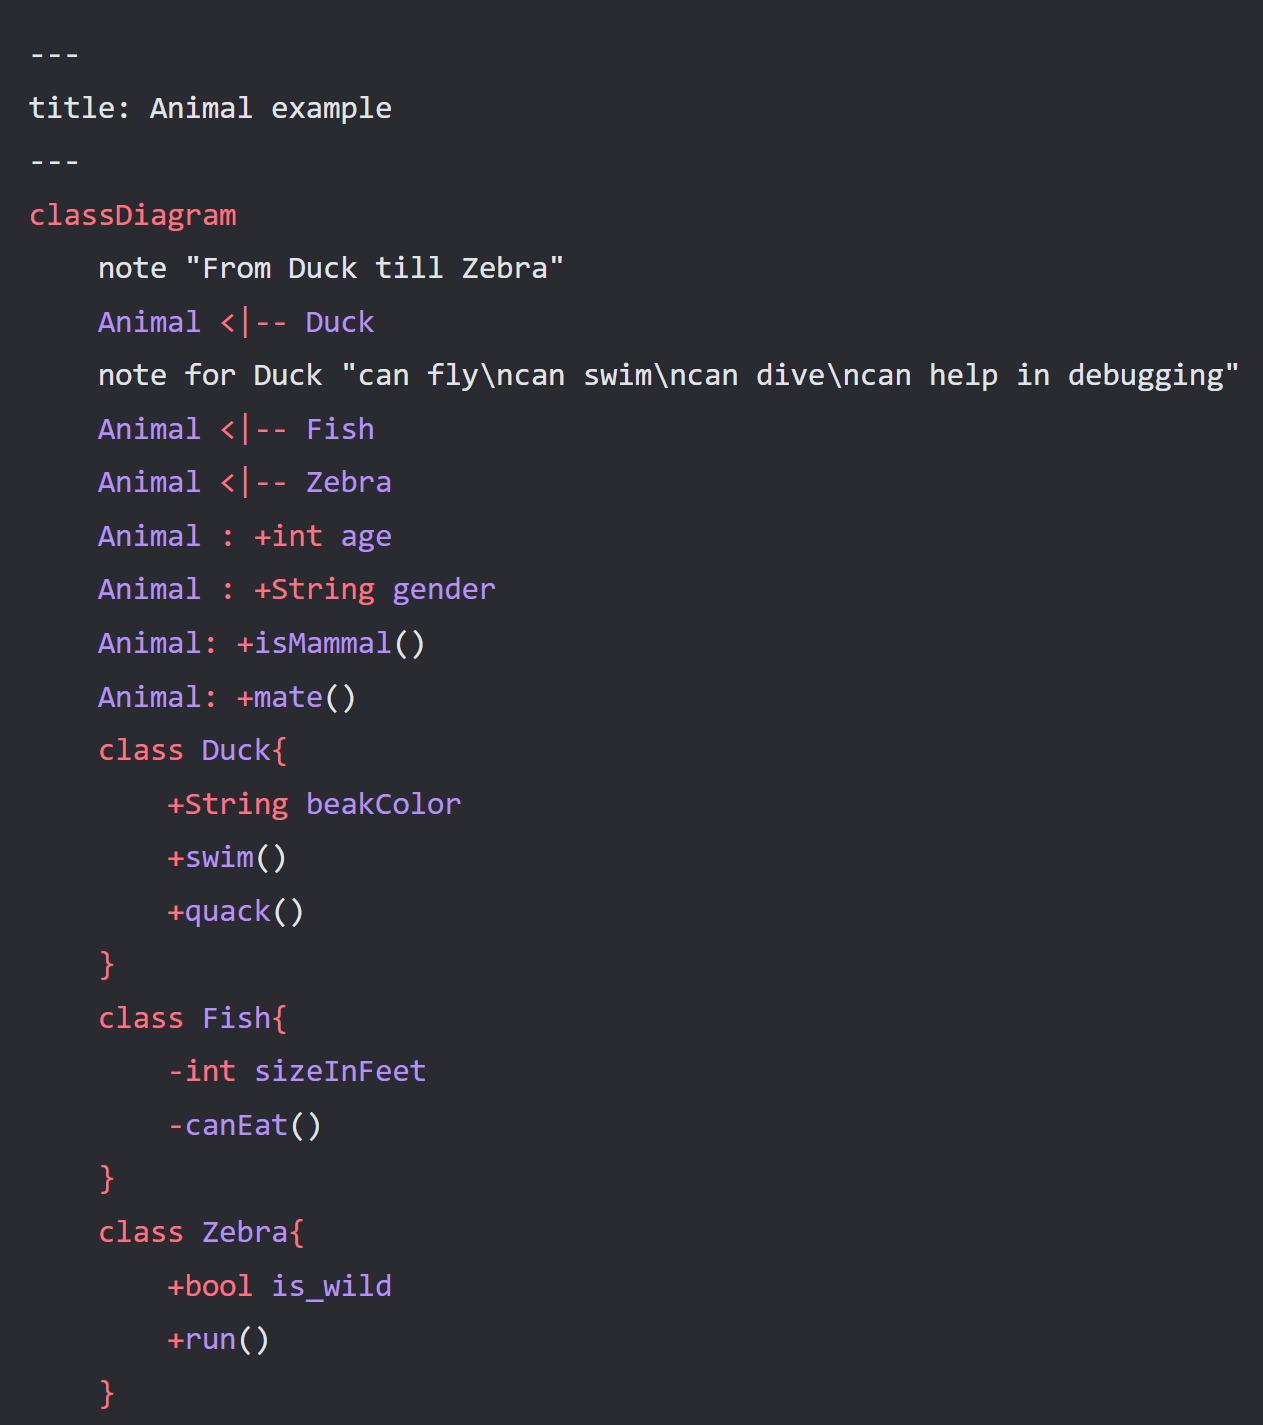 ---
title: Animal example
---
classDiagram
    note "From Duck till Zebra"
    Animal <|-- Duck
    note for Duck "can fly\ncan swim\ncan dive\ncan help in debugging"
    Animal <|-- Fish
    Animal <|-- Zebra
    Animal : +int age
    Animal : +String gender
    Animal: +isMammal()
    Animal: +mate()
    class Duck{
        +String beakColor
        +swim()
        +quack()
    }
    class Fish{
        -int sizeInFeet
        -canEat()
    }
    class Zebra{
        +bool is_wild
        +run()
    }